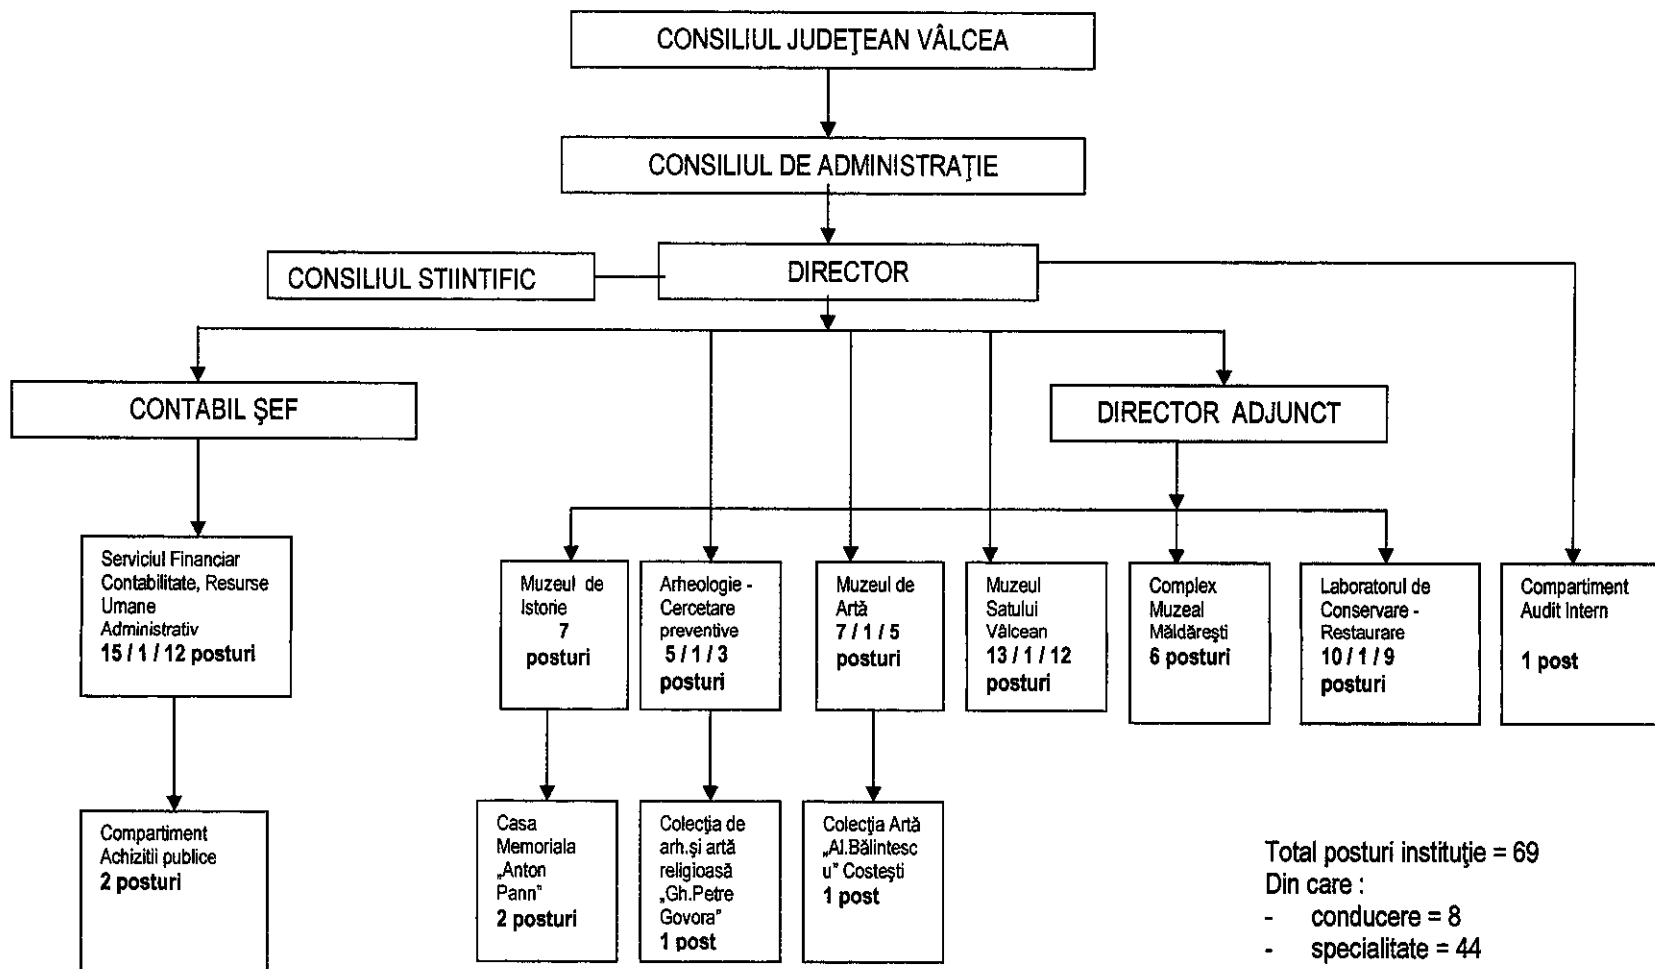 CONSILIUL JUDEŢEAN VÂLCEA
CONSILIUL DE ADMINISTRAŢIE
CONSILIUL STIINTIFIC
DIRECTOR
CONTABIL ŞEF
DIRECTOR ADJUNCT
Serviciul Financiar
Contabilitate, Resurse
Umane
Administrativ
15 / 1 / 12 posturi
Muzeul de
Istorie
7
posturi
Arheologie -
Cercetare
preventive
5 / 1 / 3
posturi
Muzeul de
Artă
7 / 1 / 5
posturi
Muzeul
Satului
Vâlcean
13 / 1 / 12
posturi
Complex
Muzeal
Măldăreşti
6 posturi
Laboratorul de
Conservare -
Restaurare
10 / 1 / 9
posturi
Compartiment
Audit Intern
1 post
Compartiment
Achizitii publice
2 posturi
Casa
Memoriala
„Anton
Pann”
2 posturi
Colecţia de
arh.şi artă
religioasă
„Gh.Petre
Govora”
1 post
Colecţia Artă
„Al.Bălintesc
u” Costeşti
1 post
Total posturi instituţie = 69
Din care :
- conducere = 8
- specialitate = 44